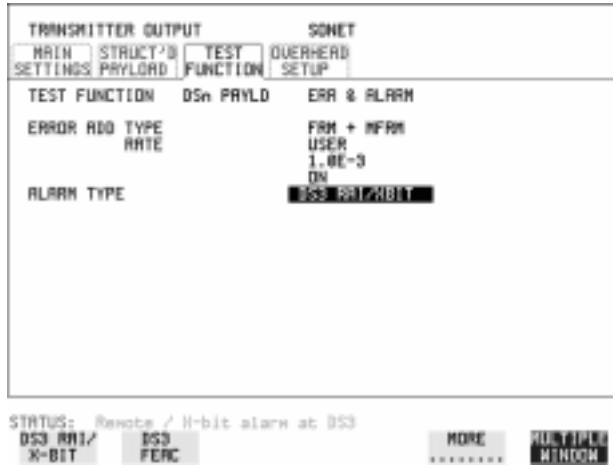 TRANSMITTER OUTPUT SONET
MAIN SETTINGS STRUCT'D PAYLOAD TEST FUNCTION OVERHEAD SETUP
TEST FUNCTION DSn PAYLD ERR & ALARM
ERROR ADD TYPE FRM + MFRM
RATE USER
1.0E-3
ON
ALARM TYPE DS3 RAI/XBIT
STATUS: Remote / X-bit alarm at DS3
DS3 RAI/ X-BIT DS3 FEAC MORE ........ MULTIPLE WINDOW